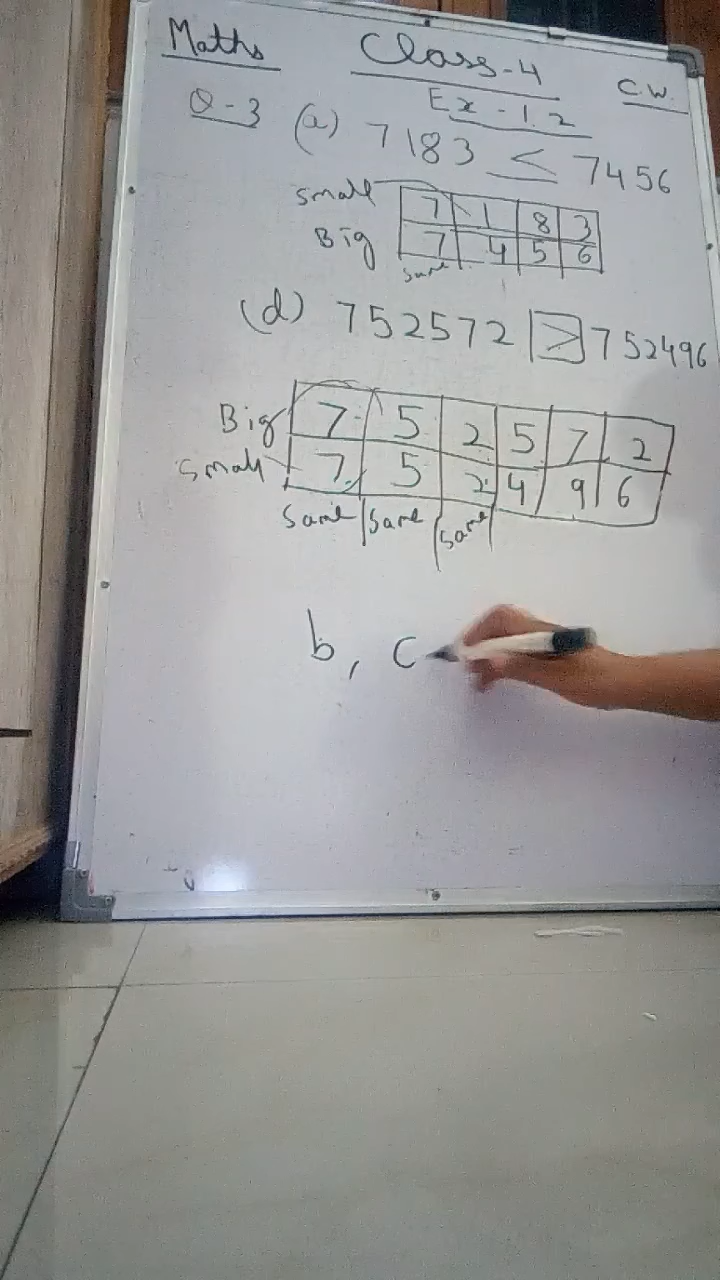 Maths Class-4 C.W.
Ex-1.2
Q-3 (a) 7183 < 7456
Small 7 1 8 3
Big 7 4 5 6
Same
(d) 752572 > 752496
Big 7 5 2 5 7 2
Small 7 5 2 4 9 6
Same Same Same
b, c